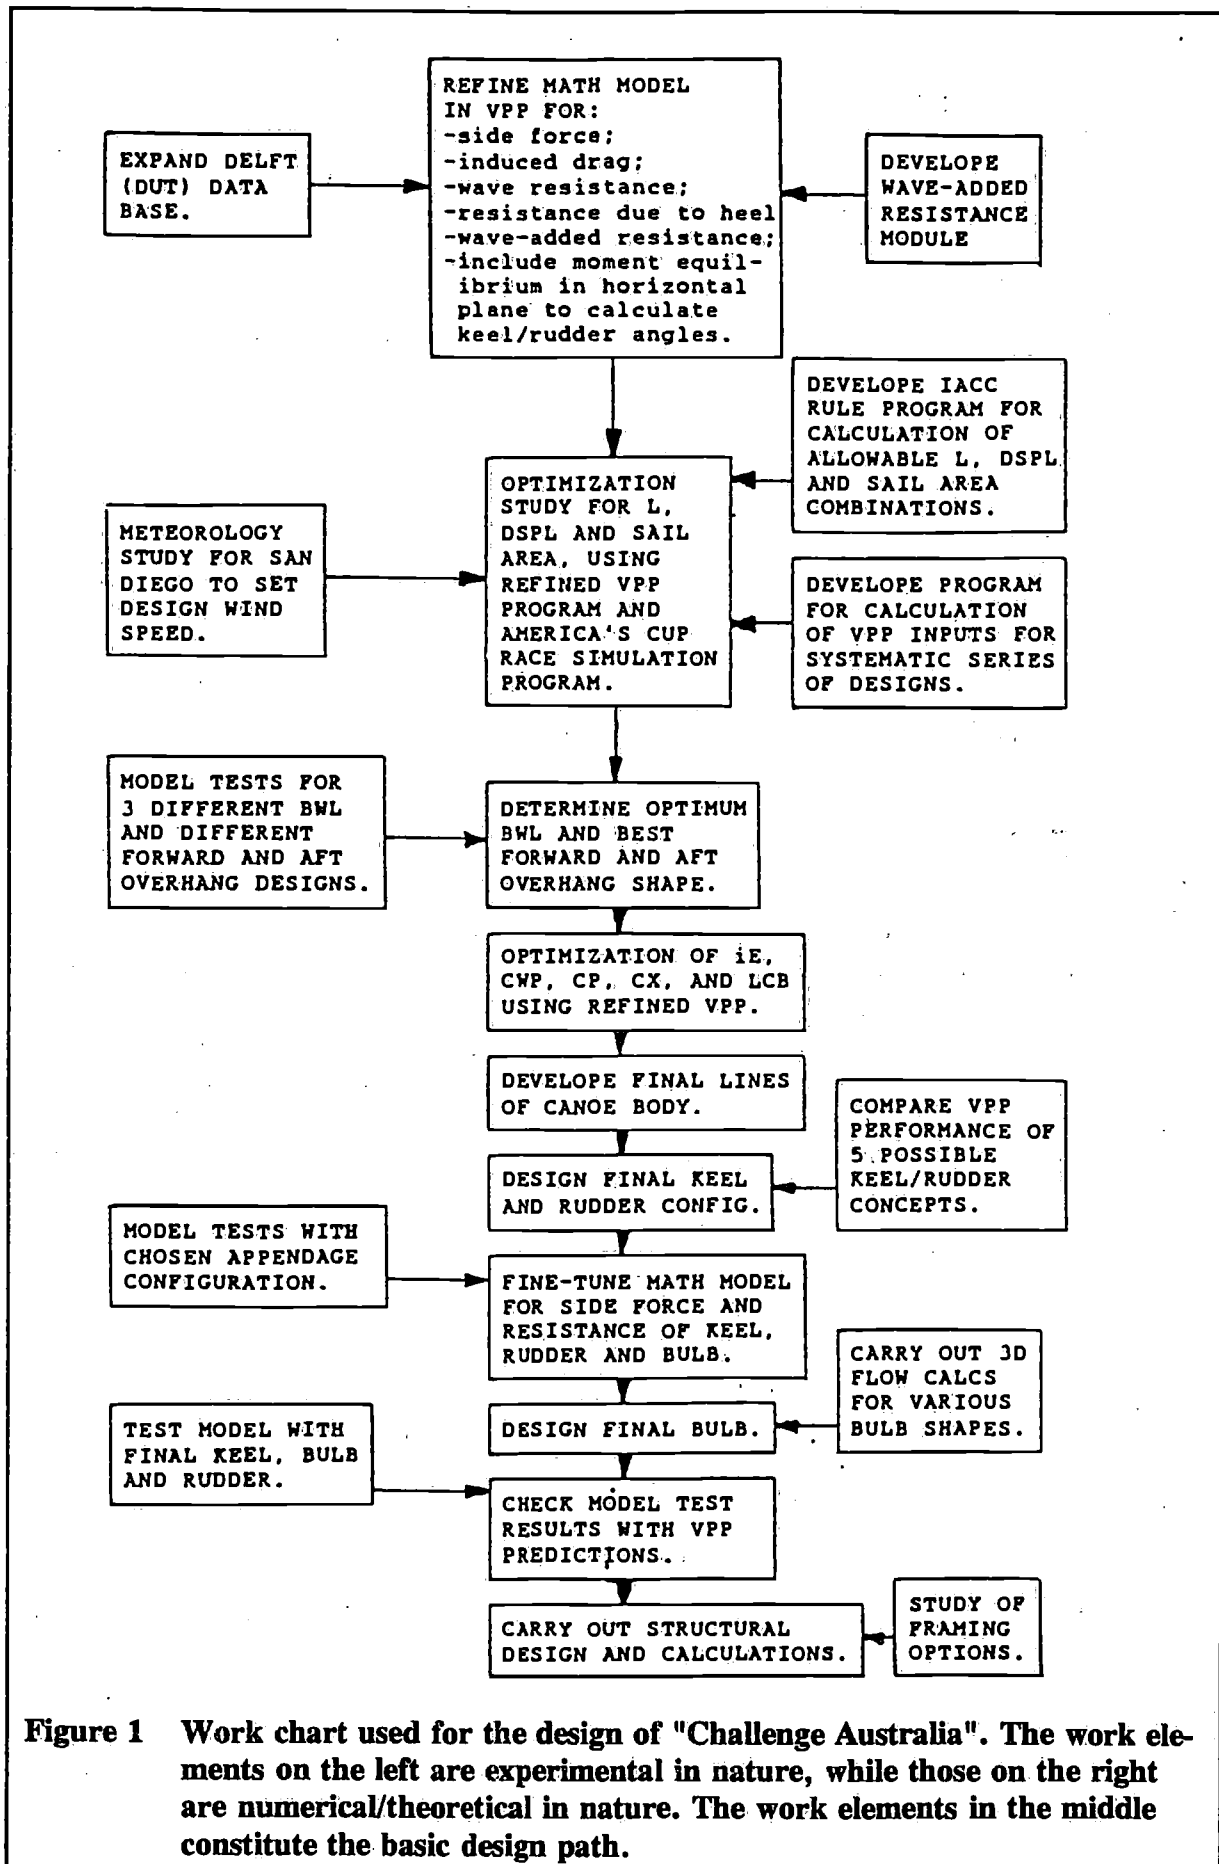 REFINE MATH MODEL
IN VPP FOR:
-side force;
-induced drag;
-wave resistance;
-resistance due to heel
-wave-added resistance;
-include moment equil-
ibrium in horizontal
plane to calculate
keel/rudder angles.
EXPAND DELFT
(DUT) DATA
BASE.
DEVELOPE
WAVE-ADDED
RESISTANCE
MODULE
DEVELOPE IACC
RULE PROGRAM FOR
CALCULATION OF
ALLOWABLE L, DSPL
AND SAIL AREA
COMBINATIONS.
OPTIMIZATION
STUDY FOR L,
DSPL AND SAIL
AREA, USING
REFINED VPP
PROGRAM AND
AMERICA'S CUP
RACE SIMULATION
PROGRAM.
METEOROLOGY
STUDY FOR SAN
DIEGO TO SET
DESIGN WIND
SPEED.
DEVELOPE PROGRAM
FOR CALCULATION
OF VPP INPUTS FOR
SYSTEMATIC SERIES
OF DESIGNS.
MODEL TESTS FOR
3 DIFFERENT BWL
AND DIFFERENT
FORWARD AND AFT
OVERHANG DESIGNS.
DETERMINE OPTIMUM
BWL AND BEST
FORWARD AND AFT
OVERHANG SHAPE.
OPTIMIZATION OF iE,
CWP, CP, CX, AND LCB
USING REFINED VPP.
DEVELOPE FINAL LINES
OF CANOE BODY.
COMPARE VPP
PERFORMANCE OF
5 POSSIBLE
KEEL/RUDDER
CONCEPTS.
DESIGN FINAL KEEL
AND RUDDER CONFIG.
MODEL TESTS WITH
CHOSEN APPENDAGE
CONFIGURATION.
FINE-TUNE MATH MODEL
FOR SIDE FORCE AND
RESISTANCE OF KEEL,
RUDDER AND BULB.
CARRY OUT 3D
FLOW CALCS
FOR VARIOUS
BULB SHAPES.
DESIGN FINAL BULB.
TEST MODEL WITH
FINAL KEEL, BULB
AND RUDDER.
CHECK MODEL TEST
RESULTS WITH VPP
PREDICTIONS.
CARRY OUT STRUCTURAL
DESIGN AND CALCULATIONS.
STUDY OF
FRAMING
OPTIONS.
Figure 1 Work chart used for the design of "Challenge Australia". The work ele-
ments on the left are experimental in nature, while those on the right
are numerical/theoretical in nature. The work elements in the middle
constitute the basic design path.